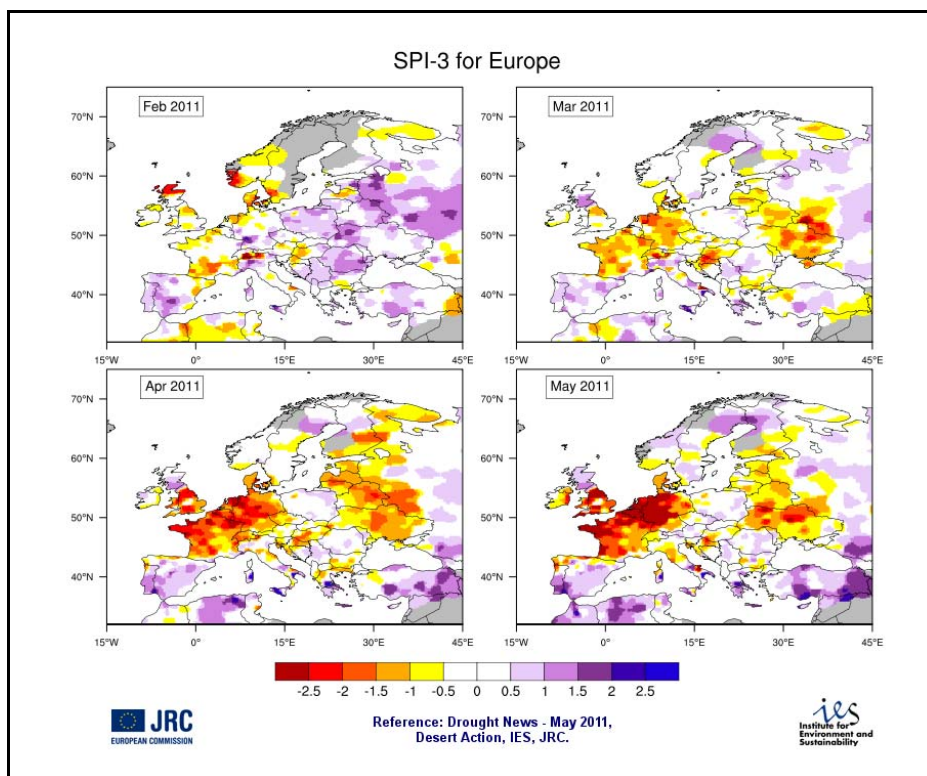 SPI-3 for Europe
Feb 2011
70°N
60°N
50°N
40°N
15°W
0°
15°E
30°E
45°E
Mar 2011
70°N
60°N
50°N
40°N
15°W
0°
15°E
30°E
45°E
Apr 2011
70°N
60°N
50°N
40°N
15°W
0°
15°E
30°E
45°E
May 2011
70°N
60°N
50°N
40°N
15°W
0°
15°E
30°E
45°E
-2.5 -2 -1.5 -1 -0.5 0 0.5 1 1.5 2 2.5
JRC
EUROPEAN COMMISSION
Reference: Drought News - May 2011,
Desert Action, IES, JRC.
ies
Institute for
Environment and
Sustainability